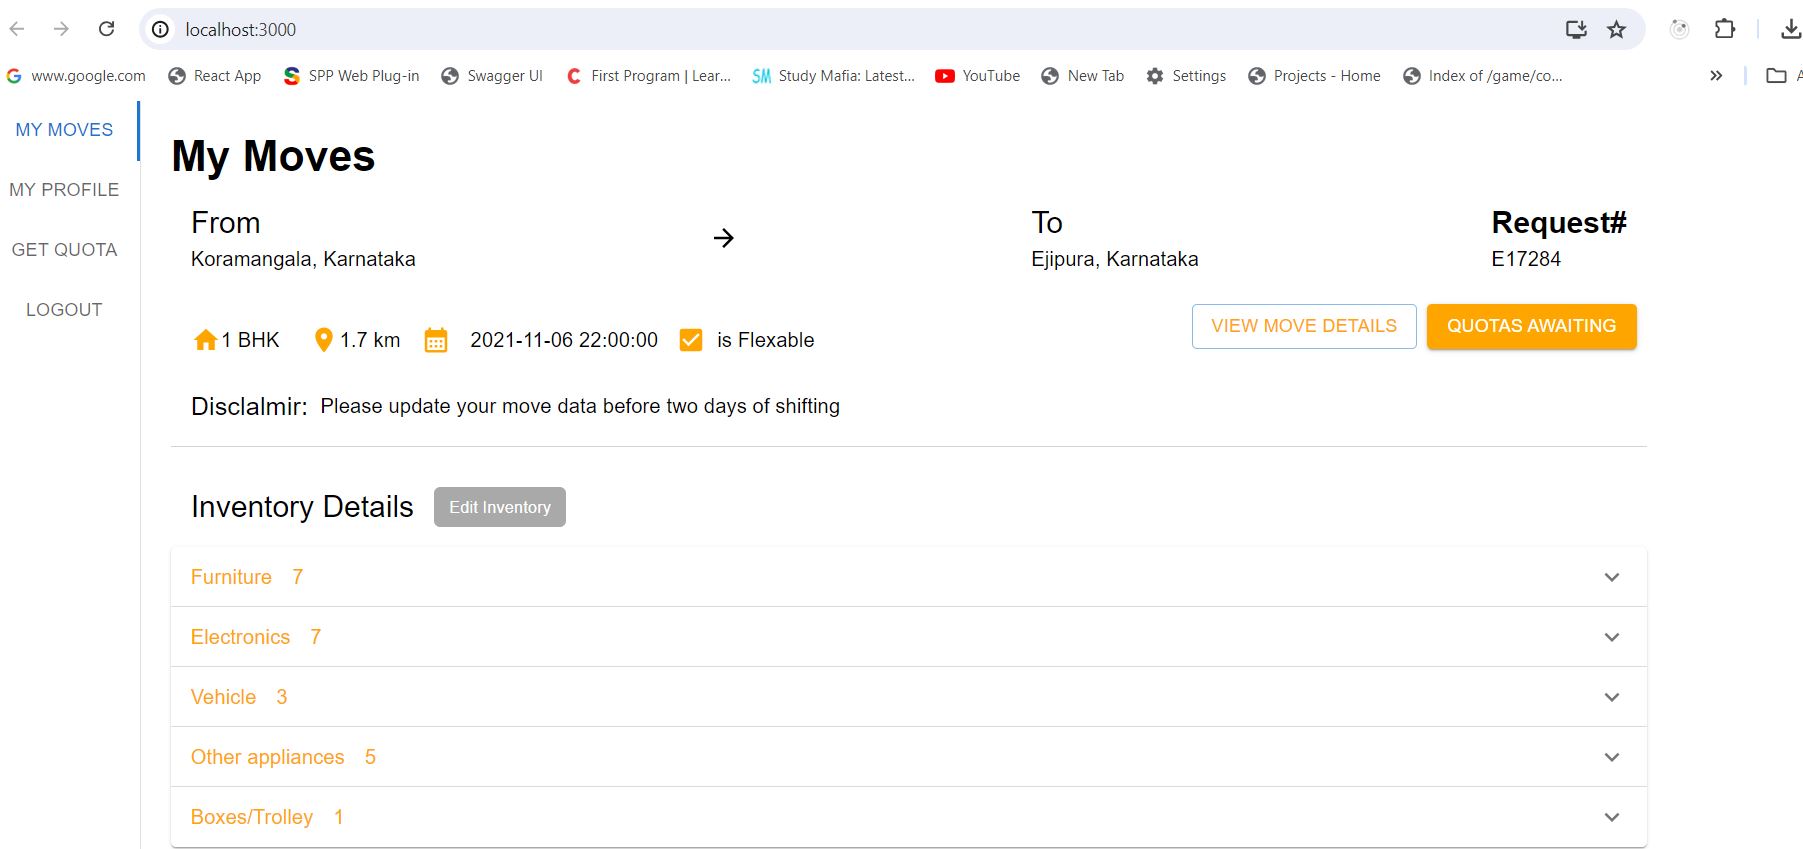 localhost:3000
www.google.com React App SPP Web Plug-in Swagger UI First Program | Lear... SM Study Mafia: Latest... YouTube New Tab Settings Projects - Home Index of /game/co... »
MY MOVES
MY PROFILE
GET QUOTA
LOGOUT
My Moves
From
Koramangala, Karnataka
To
Ejipura, Karnataka
Request#
E17284
1 BHK 1.7 km 2021-11-06 22:00:00 is Flexable
VIEW MOVE DETAILS QUOTAS AWAITING
Disclalmir: Please update your move data before two days of shifting
Inventory Details Edit Inventory
Furniture 7
Electronics 7
Vehicle 3
Other appliances 5
Boxes/Trolley 1